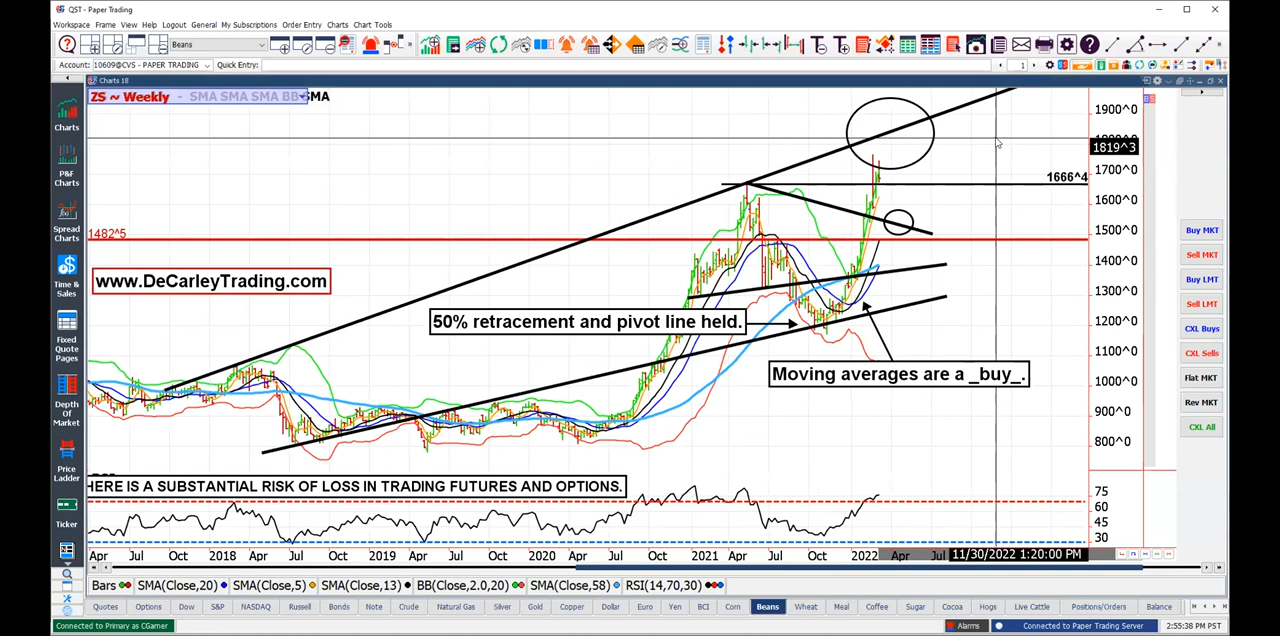 QST - Paper Trading
Workspace Frame View Help Logout General My Subscriptions Order Entry Charts Chart Tools
Beans
Account: 10609@CVS - PAPER TRADING Quick Entry: 1
Charts 18
ZS ~ Weekly - SMA SMA SMA BB SMA
1900^0
1819^3
1700^0
1666^4
1600^0
1500^0
1482^5
1400^0
1300^0
1200^0
1100^0
1000^0
900^0
800^0
www.DeCarleyTrading.com
50% retracement and pivot line held.
Moving averages are a _buy_.
HERE IS A SUBSTANTIAL RISK OF LOSS IN TRADING FUTURES AND OPTIONS.
75
60
45
30
Apr Jul Oct 2018 Apr Jul Oct 2019 Apr Jul Oct 2020 Apr Jul Oct 2021 Apr Jul Oct 2022 Apr Jul 11/30/2022 1:20:00 PM
Bars SMA(Close,20) SMA(Close,5) SMA(Close,13) BB(Close,2.0,20) SMA(Close,58) RSI(14,70,30)
Charts
P&F Charts
Spread Charts
Time & Sales
Fixed Quote Pages
Depth Of Market
Price Ladder
Ticker
Buy MKT
Sell MKT
Buy LMT
Sell LMT
CXL Buys
CXL Sells
Flat MKT
Rev MKT
CXL All
Quotes Options Dow S&P NASDAQ Russell Bonds Note Crude Natural Gas Silver Gold Copper Dollar Euro Yen BCI Corn Beans Wheat Meal Coffee Sugar Cocoa Hogs Live Cattle Positions/Orders Balance
Connected to Primary as CGarner Alarms Connected to Paper Trading Server 2:55:38 PM PST